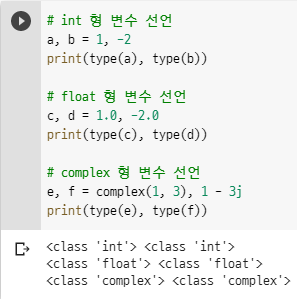 # int 형 변수 선언
a, b = 1, -2
print(type(a), type(b))
# float 형 변수 선언
c, d = 1.0, -2.0
print(type(c), type(d))
# complex 형 변수 선언
e, f = complex(1, 3), 1 - 3j
print(type(e), type(f))
<class 'int'> <class 'int'>
<class 'float'> <class 'float'>
<class 'complex'> <class 'complex'>